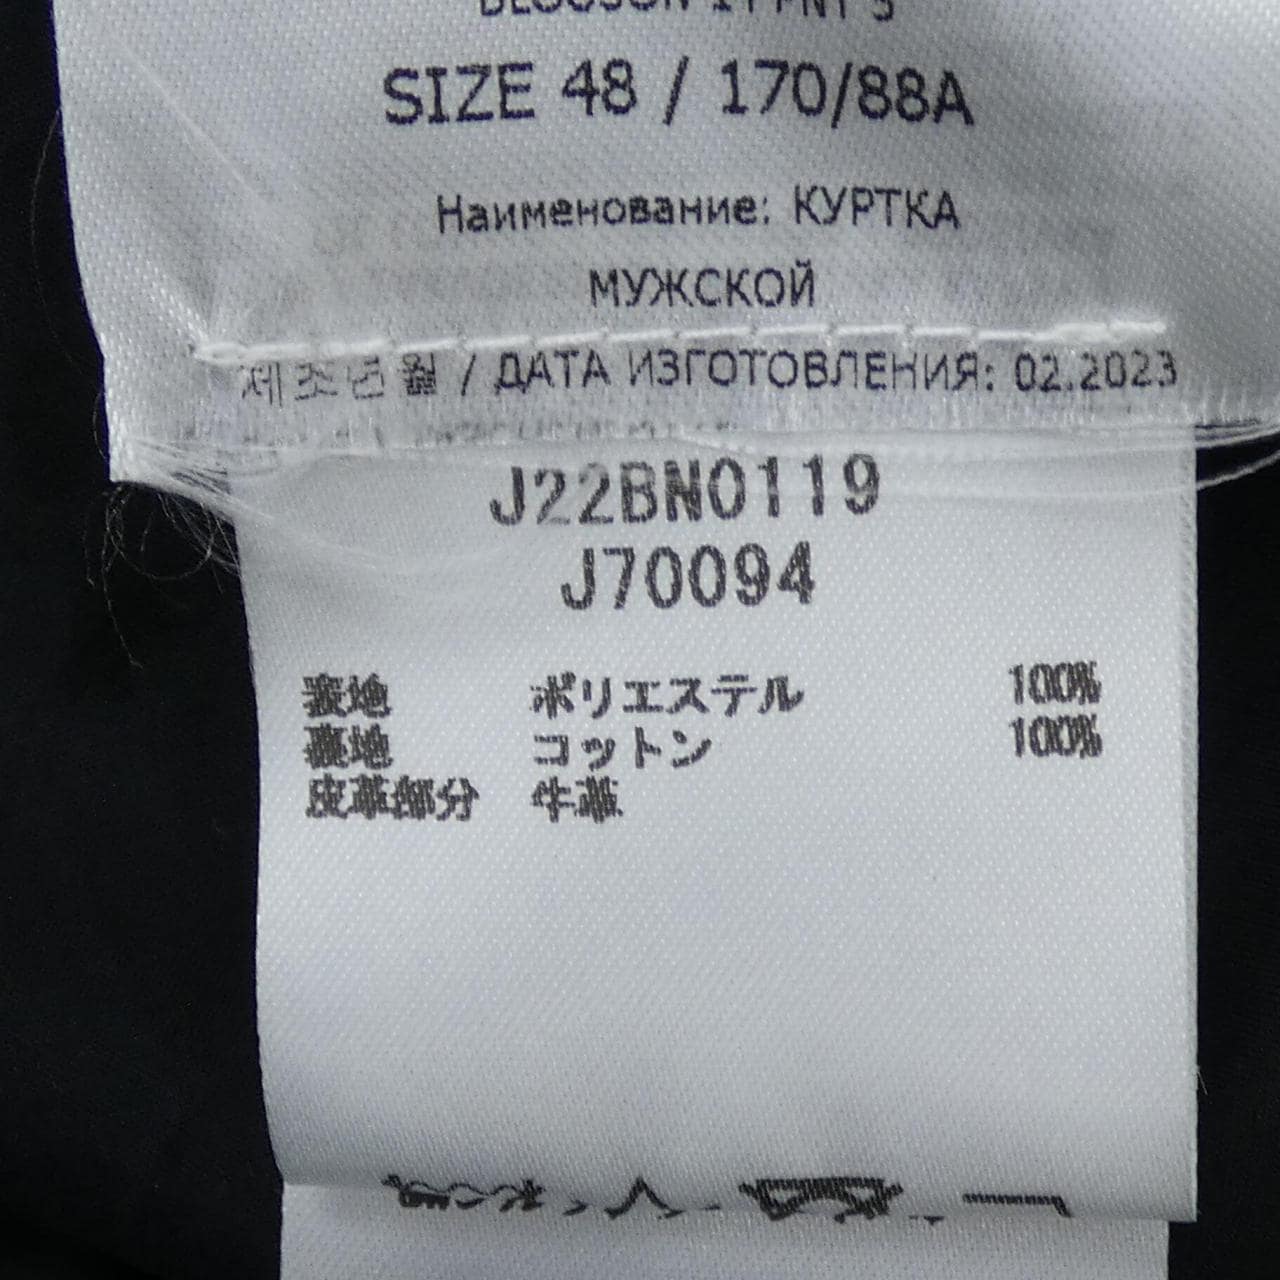 SIZE 48 / 170/88A
Наименование: КУРТКА
МУЖСКОЙ
제조년월 / ДАТА ИЗГОТОВЛЕНИЯ: 02.2023
J22BN0119
J70094
表地 ポリエステル 100%
裏地 コットン 100%
皮革部分 牛革